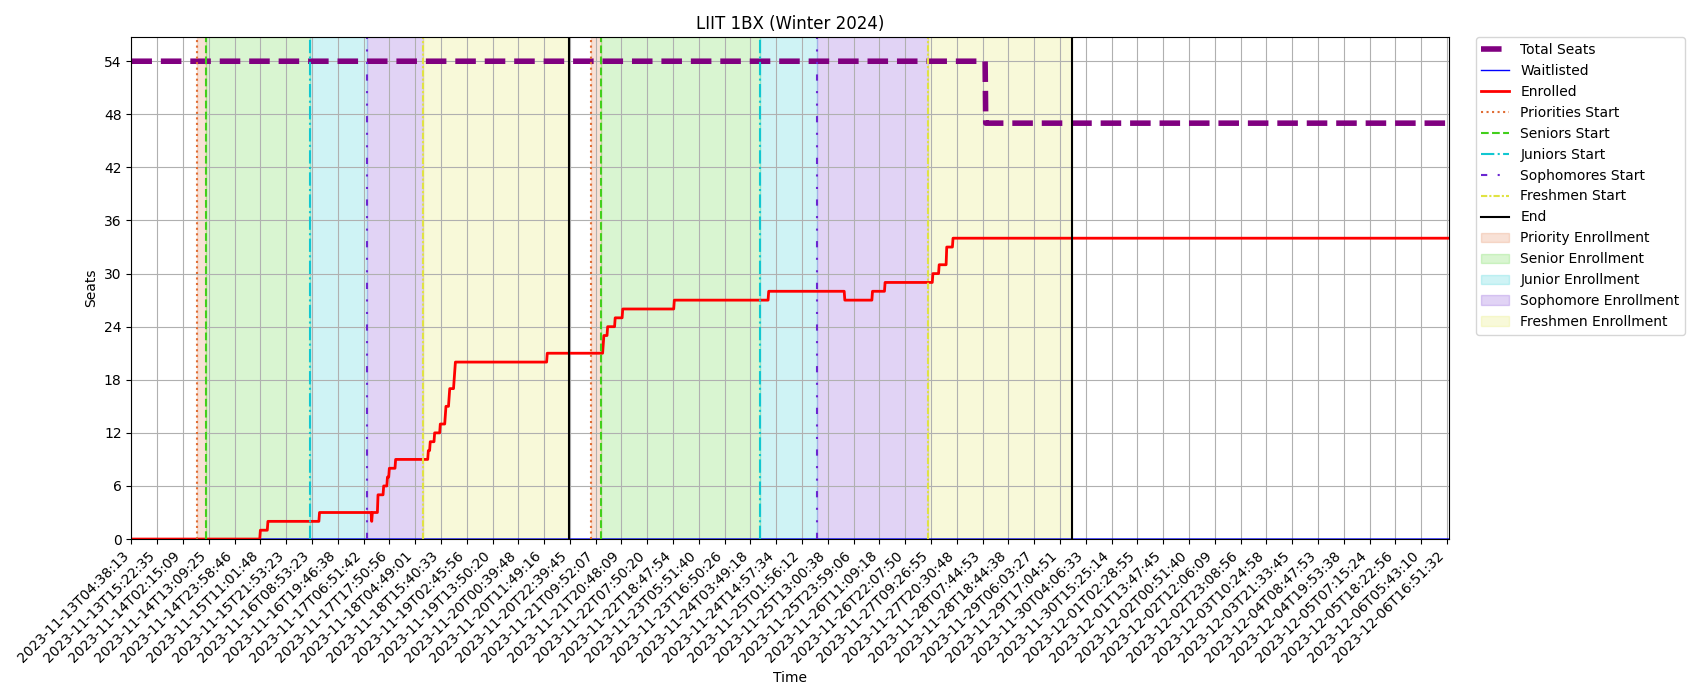 LIIT 1BX (Winter 2024)
Seats
54
48
42
36
30
24
18
12
6
0
2023-11-13T04:38:13
2023-11-13T15:22:35
2023-11-14T02:15:09
2023-11-14T13:09:25
2023-11-14T23:58:46
2023-11-15T11:01:48
2023-11-15T21:53:23
2023-11-16T08:53:23
2023-11-16T19:46:38
2023-11-17T06:51:42
2023-11-17T17:50:56
2023-11-18T04:49:01
2023-11-18T15:40:33
2023-11-19T02:45:56
2023-11-19T13:50:20
2023-11-20T00:39:48
2023-11-20T11:49:16
2023-11-20T22:39:45
2023-11-21T09:52:07
2023-11-21T20:48:09
2023-11-22T07:50:20
2023-11-22T18:47:54
2023-11-23T05:51:40
2023-11-23T16:50:26
2023-11-24T03:49:18
2023-11-24T14:57:34
2023-11-25T01:56:12
2023-11-25T13:00:38
2023-11-25T23:59:06
2023-11-26T11:09:18
2023-11-26T22:07:50
2023-11-27T09:26:55
2023-11-27T20:30:48
2023-11-28T07:44:53
2023-11-28T18:44:38
2023-11-29T06:03:27
2023-11-29T17:04:51
2023-11-30T04:06:33
2023-11-30T15:25:14
2023-12-01T02:28:55
2023-12-01T13:47:45
2023-12-02T00:51:40
2023-12-02T12:06:09
2023-12-02T23:08:56
2023-12-03T10:24:58
2023-12-03T21:33:45
2023-12-04T08:47:53
2023-12-04T19:53:38
2023-12-05T07:15:24
2023-12-05T18:22:56
2023-12-06T05:43:10
2023-12-06T16:51:32
Time
Total Seats
Waitlisted
Enrolled
Priorities Start
Seniors Start
Juniors Start
Sophomores Start
Freshmen Start
End
Priority Enrollment
Senior Enrollment
Junior Enrollment
Sophomore Enrollment
Freshmen Enrollment